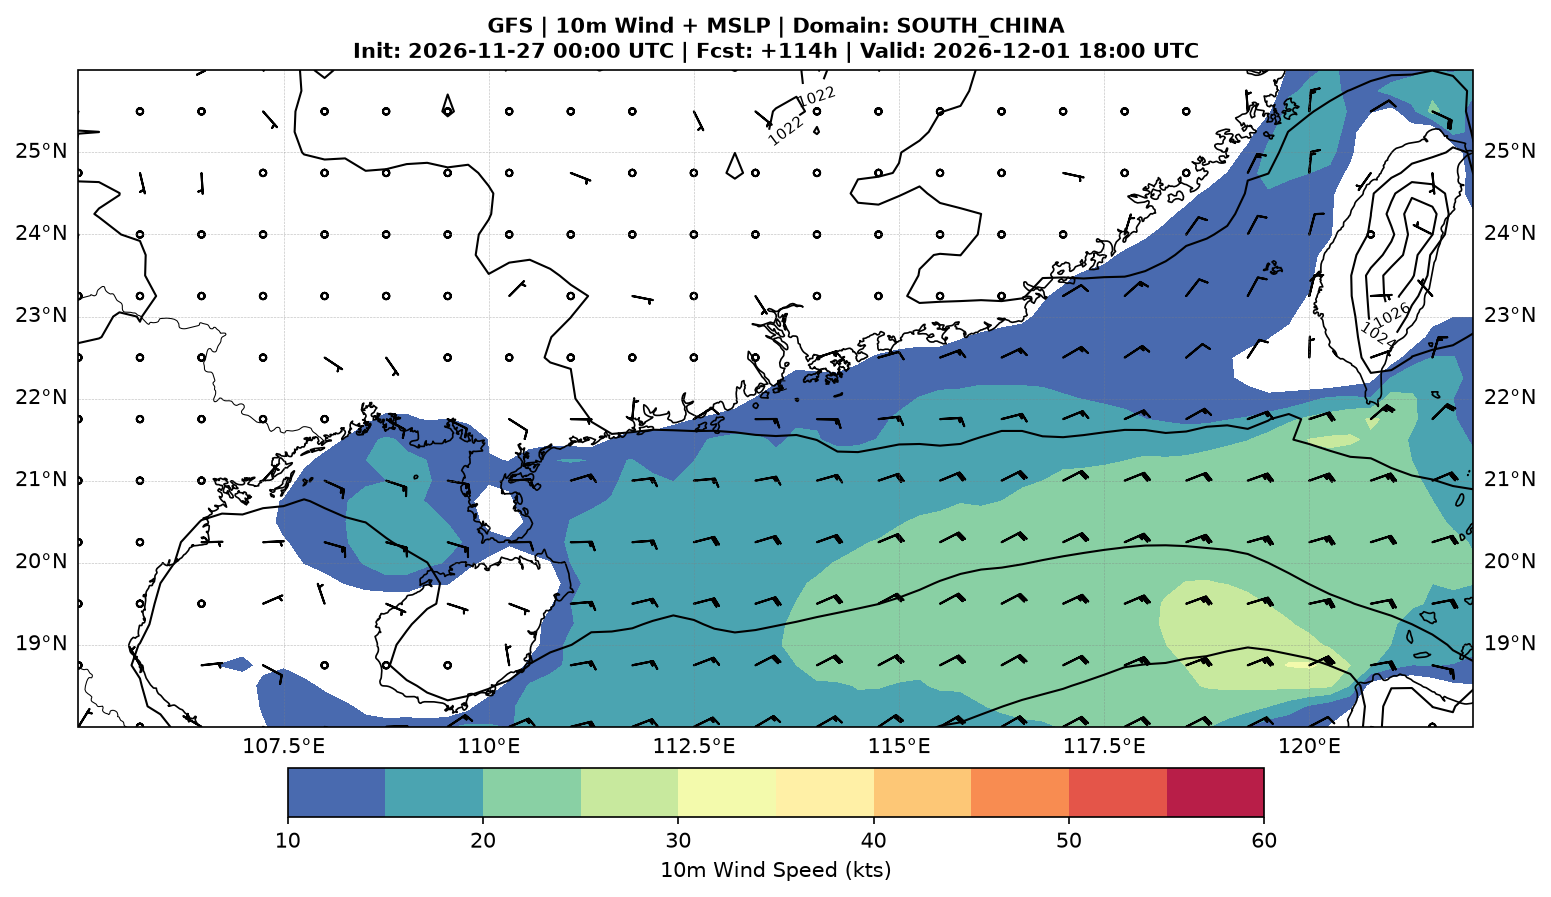 GFS | 10m Wind + MSLP | Domain: SOUTH_CHINA
Init: 2026-11-27 00:00 UTC | Fcst: +114h | Valid: 2026-12-01 18:00 UTC
1022
1022
25°N
25°N
24°N
24°N
1026
1024
23°N
23°N
22°N
22°N
21°N
21°N
20°N
20°N
19°N
19°N
107.5°E 110°E 112.5°E 115°E 117.5°E 120°E
10 20 30 40 50 60
10m Wind Speed (kts)